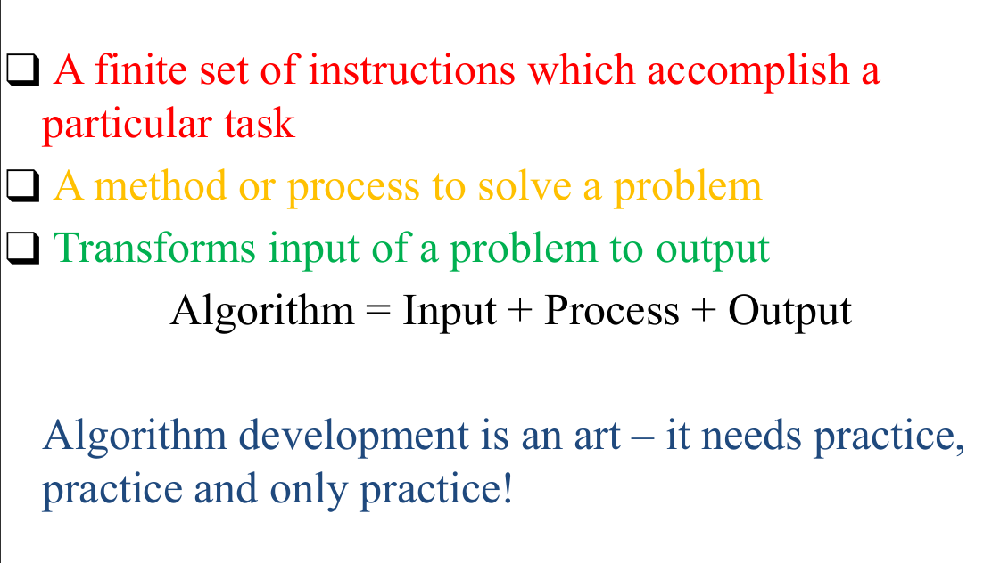 ❑ A finite set of instructions which accomplish a
particular task
❑ A method or process to solve a problem
❑ Transforms input of a problem to output
Algorithm = Input + Process + Output
Algorithm development is an art – it needs practice,
practice and only practice!